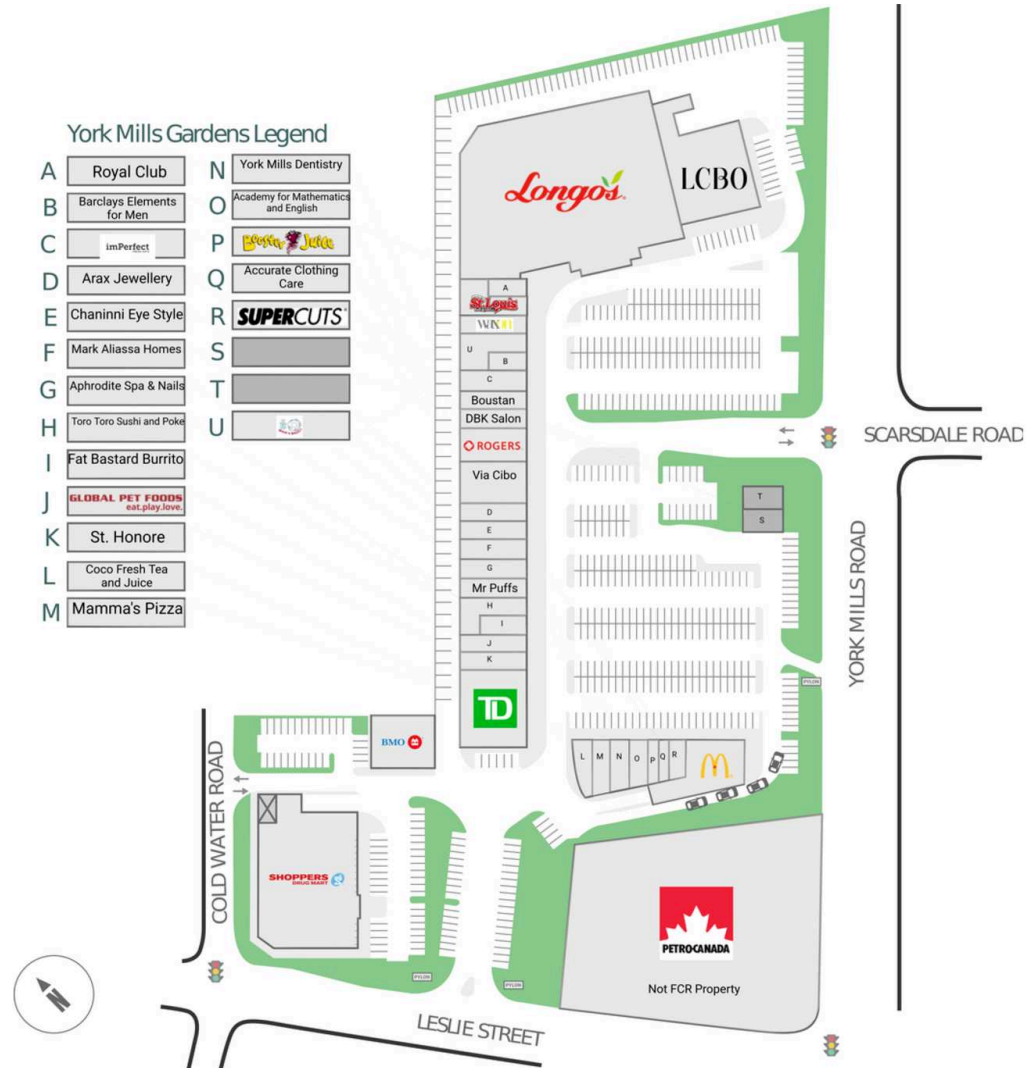 York Mills Gardens Legend
A Royal Club
B Barclays Elements
for Men
C imPerfect
D Arax Jewellery
E Chaninni Eye Style
F Mark Aliassa Homes
G Aphrodite Spa & Nails
H Toro Toro Sushi and Poke
I Fat Bastard Burrito
J GLOBAL PET FOODS
eat.play.love.
K St. Honore
L Coco Fresh Tea
and Juice
M Mamma's Pizza
N York Mills Dentistry
O Academy for Mathematics
and English
P Booster Juice
Q Accurate Clothing
Care
R SUPERCUTS
S
T
U
Longo's
LCBO
A
St. Louis
U
B
C
Boustan
DBK Salon
ROGERS
Via Cibo
D
E
F
G
Mr Puffs
H
I
J
K
TD
BMO
T
S
L M N O P Q R
SHOPPERS
DRUG MART
PETROCANADA
Not FCR Property
SCARSDALE ROAD
YORK MILLS ROAD
COLD WATER ROAD
LESLIE STREET
PYLON
PYLON
PYLON
N